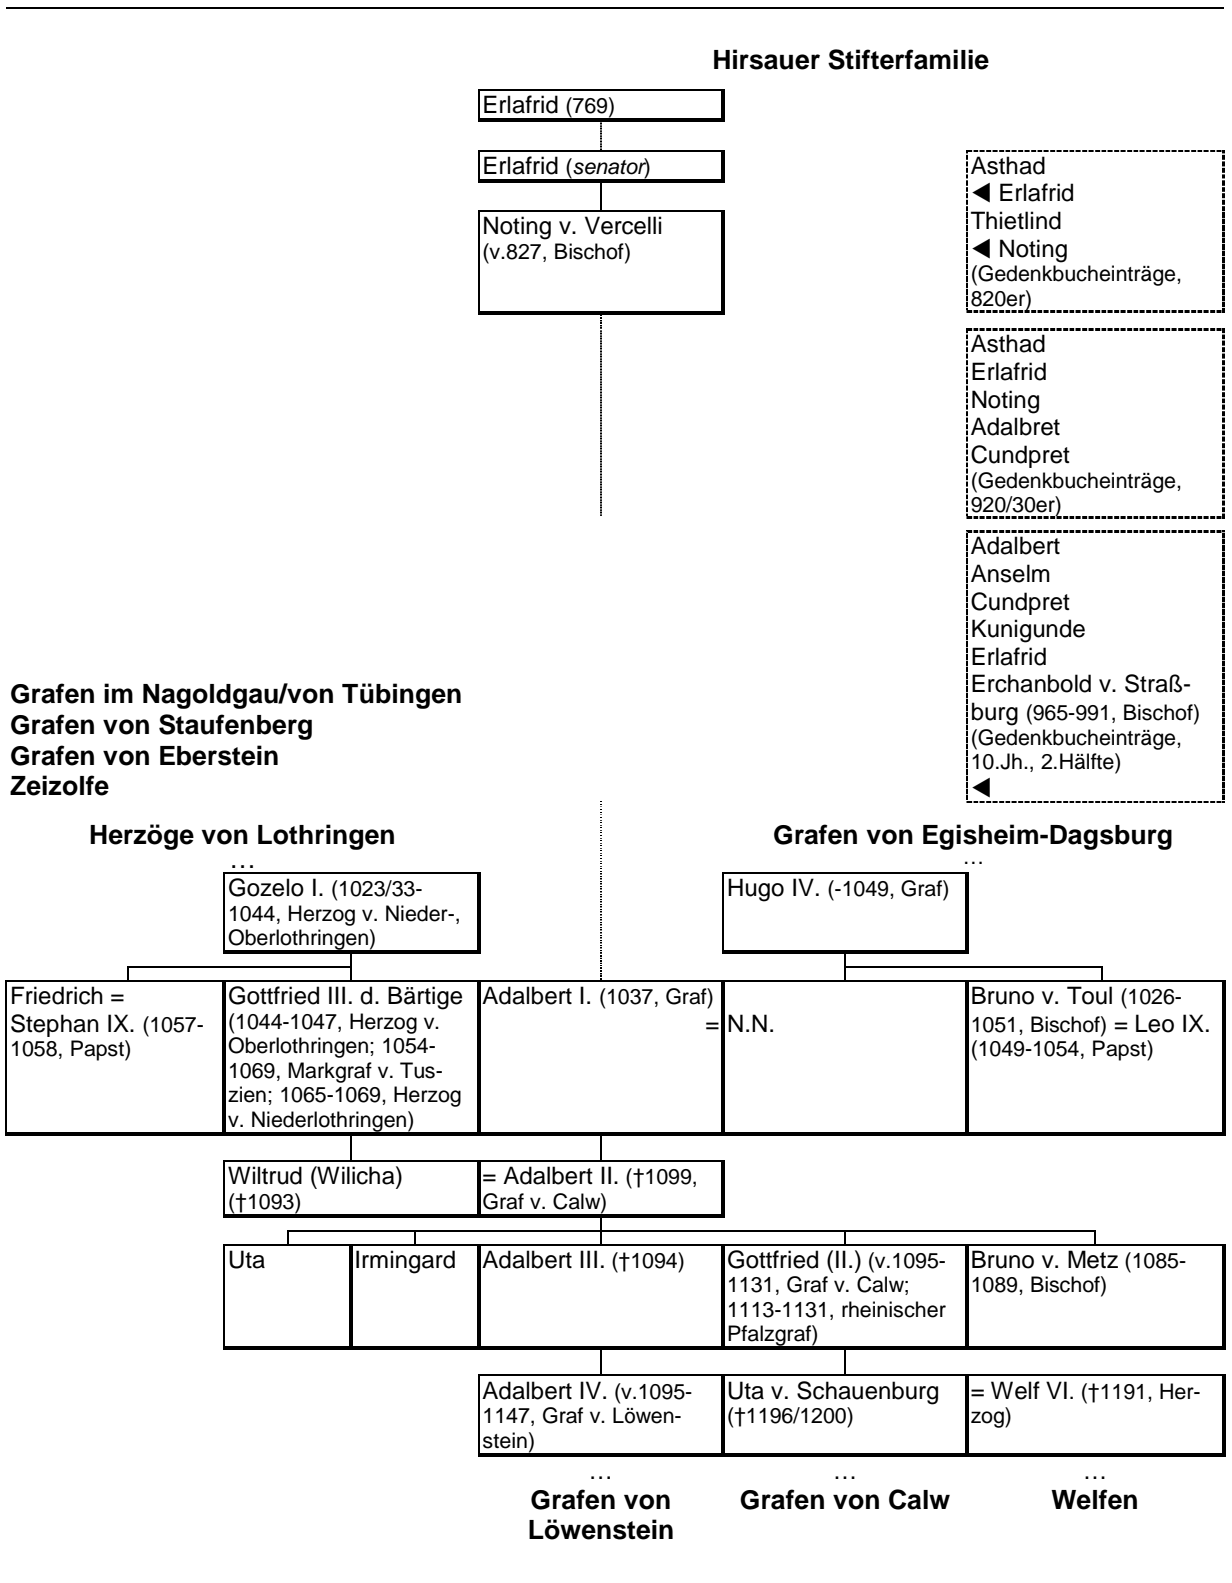 Hirsauer Stifterfamilie
Erlafrid (769)
Erlafrid (senator)
Noting v. Vercelli
(v.827, Bischof)
Asthad
◄ Erlafrid
Thietlind
◄ Noting
(Gedenkbucheinträge,
820er)
Asthad
Erlafrid
Noting
Adalbret
Cundpret
(Gedenkbucheinträge,
920/30er)
Adalbert
Anselm
Cundpret
Kunigunde
Erlafrid
Erchanbold v. Straß-
burg (965-991, Bischof)
(Gedenkbucheinträge,
10.Jh., 2.Hälfte)
◄
Grafen im Nagoldgau/von Tübingen
Grafen von Staufenberg
Grafen von Eberstein
Zeizolfe
Herzöge von Lothringen
…
Gozelo I. (1023/33-
1044, Herzog v. Nieder-,
Oberlothringen)
Grafen von Egisheim-Dagsburg
…
Hugo IV. (-1049, Graf)
Friedrich =
Stephan IX. (1057-
1058, Papst)
Gottfried III. d. Bärtige
(1044-1047, Herzog v.
Oberlothringen; 1054-
1069, Markgraf v. Tus-
zien; 1065-1069, Herzog
v. Niederlothringen)
Adalbert I. (1037, Graf)
=
N.N.
Bruno v. Toul (1026-
1051, Bischof) = Leo IX.
(1049-1054, Papst)
Wiltrud (Wilicha)
(†1093)
= Adalbert II. (†1099,
Graf v. Calw)
Uta
Irmingard
Adalbert III. (†1094)
Gottfried (II.) (v.1095-
1131, Graf v. Calw;
1113-1131, rheinischer
Pfalzgraf)
Bruno v. Metz (1085-
1089, Bischof)
Adalbert IV. (v.1095-
1147, Graf v. Löwen-
stein)
Uta v. Schauenburg
(†1196/1200)
= Welf VI. (†1191, Her-
zog)
…
Grafen von
Löwenstein
…
Grafen von Calw
…
Welfen